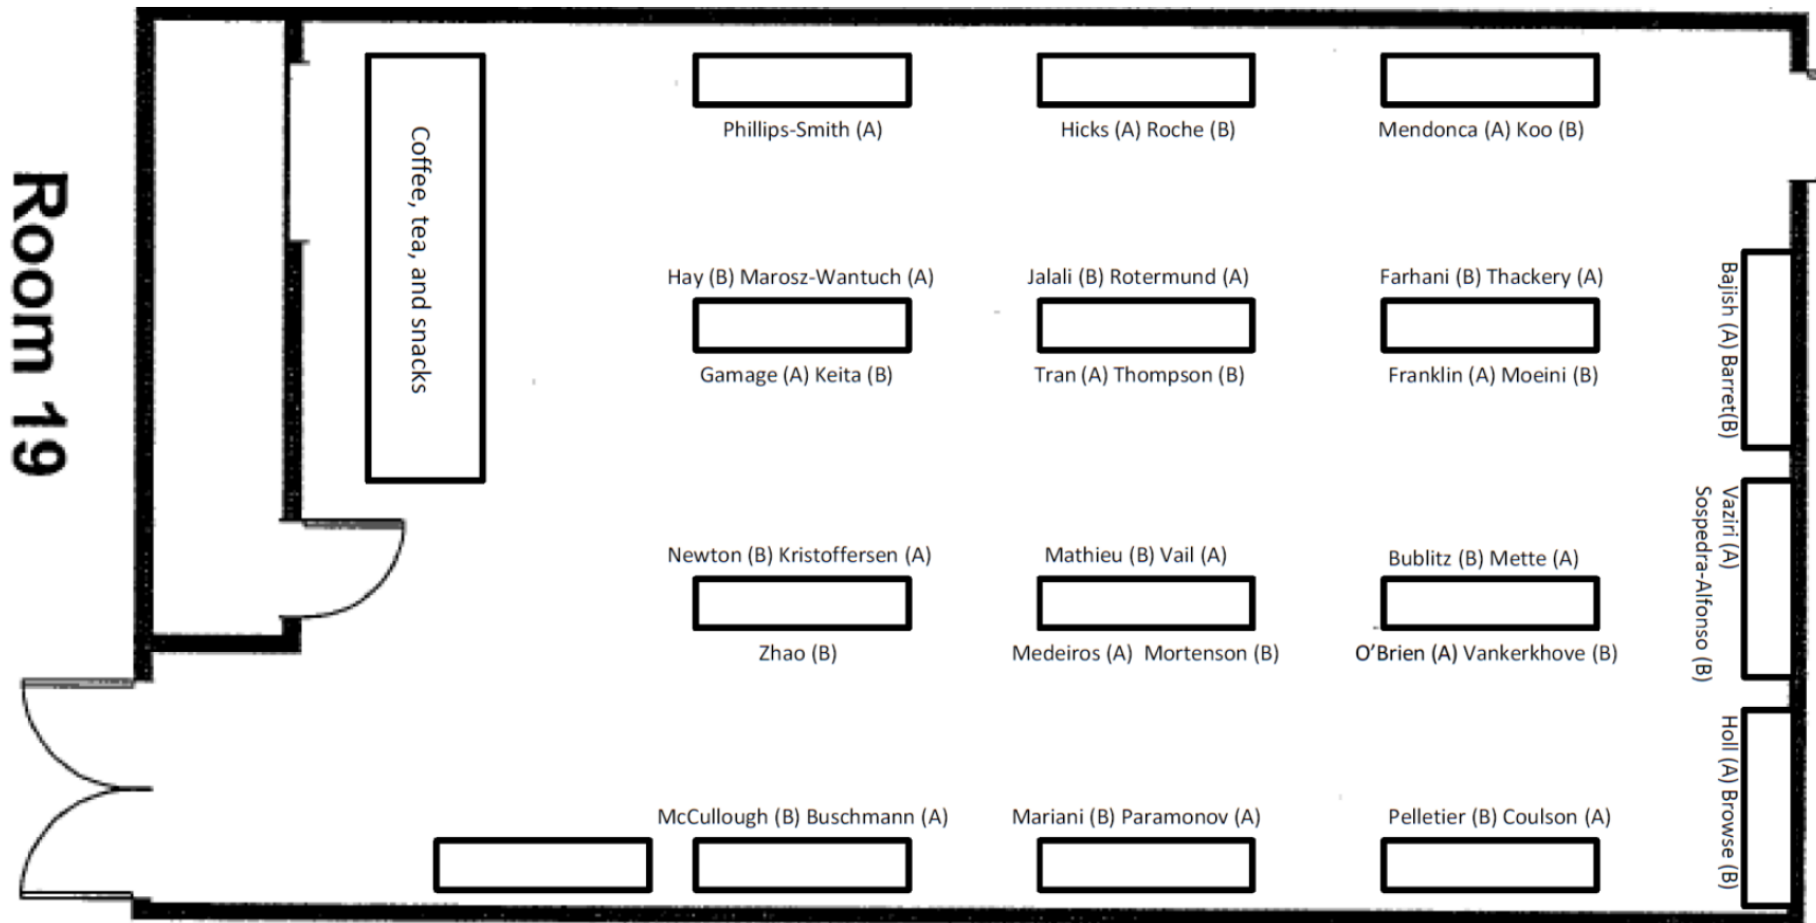 Room 19
Coffee, tea, and snacks
Phillips-Smith (A)
Hicks (A) Roche (B)
Mendonca (A) Koo (B)
Hay (B) Marosz-Wantuch (A)
Jalali (B) Rotermund (A)
Farhani (B) Thackery (A)
Gamage (A) Keita (B)
Tran (A) Thompson (B)
Franklin (A) Moeini (B)
Bajish (A) Barret(B)
Newton (B) Kristoffersen (A)
Mathieu (B) Vail (A)
Bublitz (B) Mette (A)
Vaziri (A)
Sospedra-Alfonso (B)
Zhao (B)
Medeiros (A)  Mortenson (B)
O’Brien (A) Vankerkhove (B)
McCullough (B) Buschmann (A)
Mariani (B) Paramonov (A)
Pelletier (B) Coulson (A)
Holl (A) Browse (B)